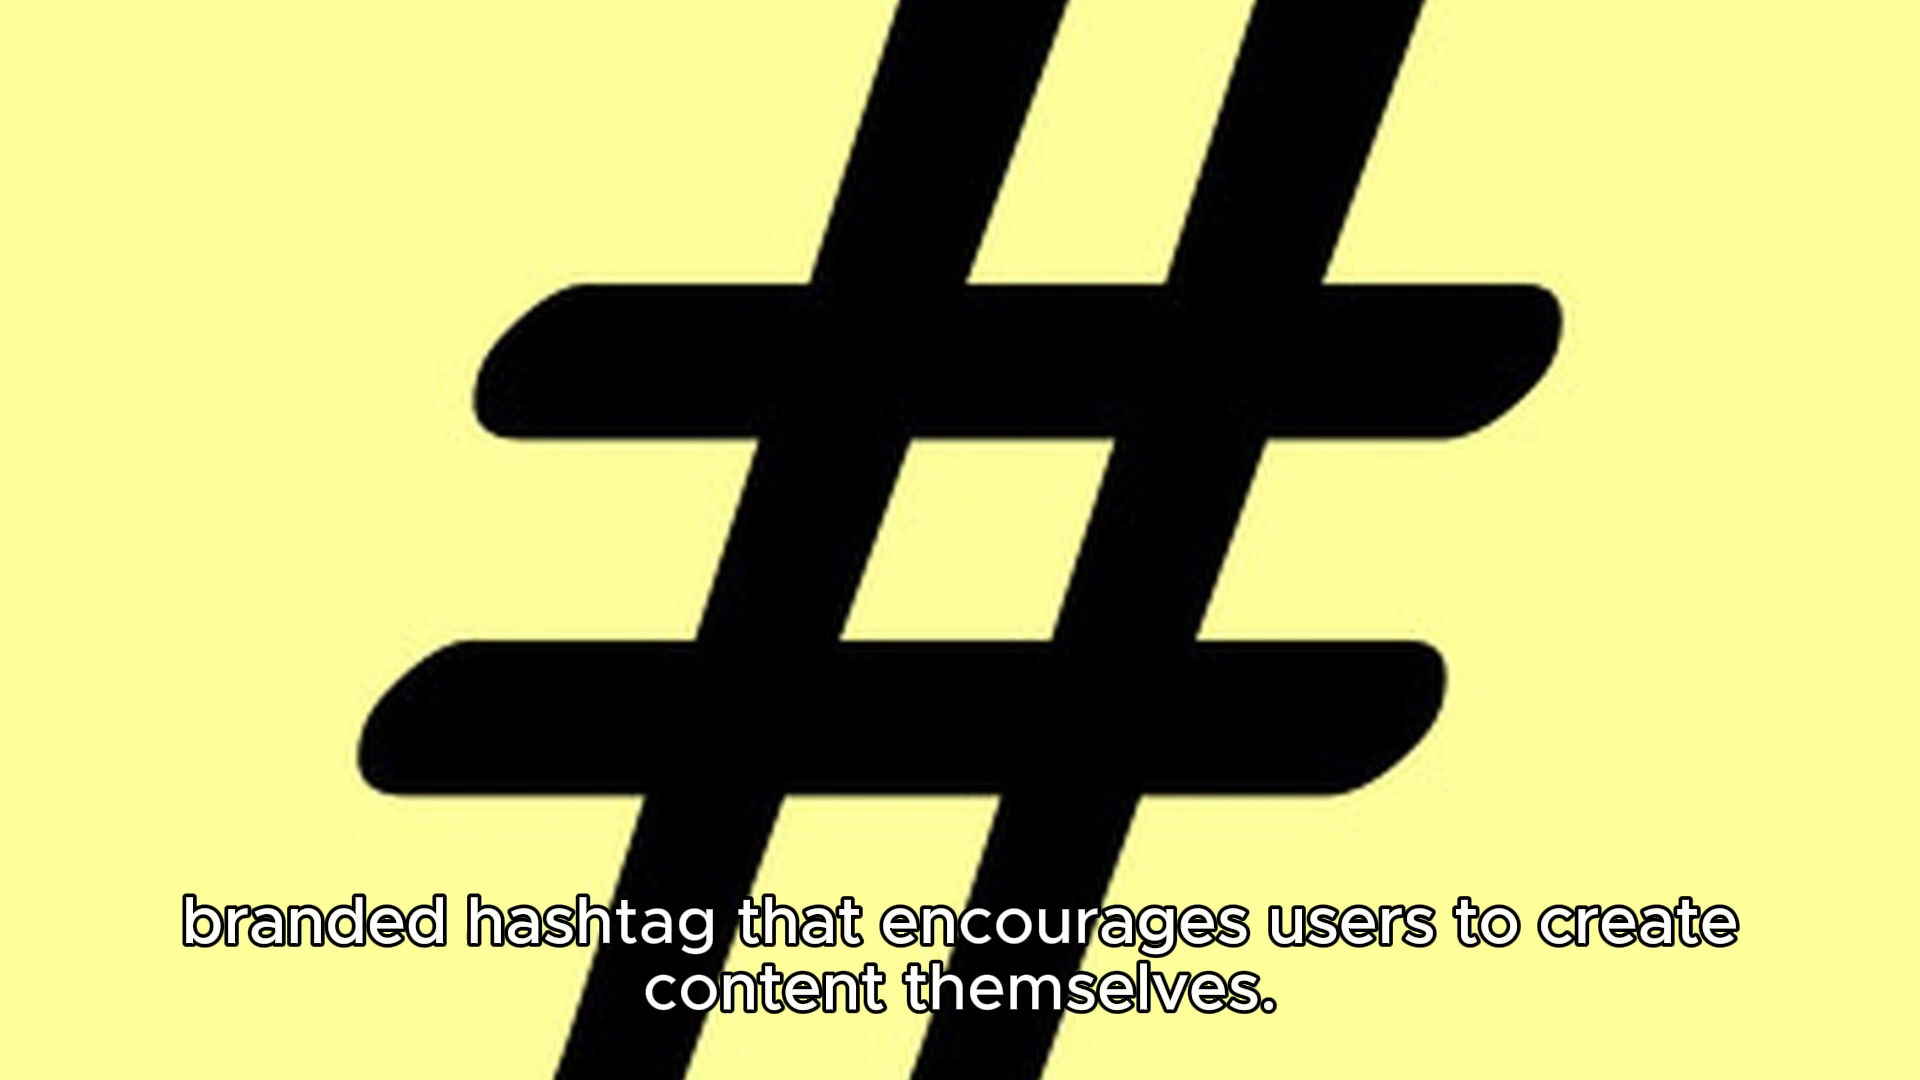 #
branded hashtag that encourages users to create
content themselves.